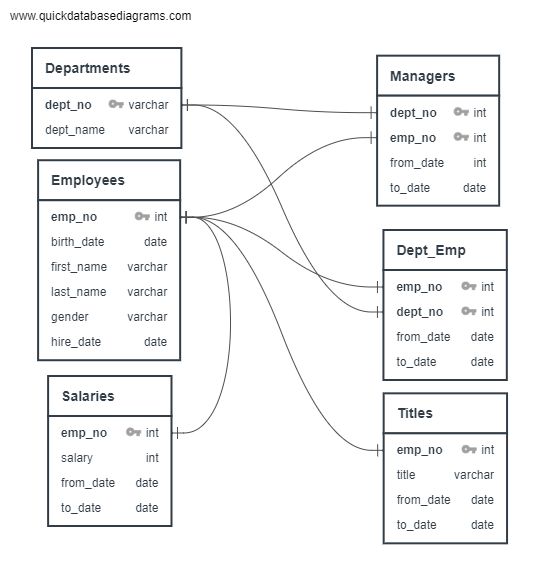 www.quickdatabasediagrams.com
Departments
dept_no varchar
dept_name varchar
Employees
emp_no int
birth_date date
first_name varchar
last_name varchar
gender varchar
hire_date date
Salaries
emp_no int
salary int
from_date date
to_date date
Managers
dept_no int
emp_no int
from_date int
to_date date
Dept_Emp
emp_no int
dept_no int
from_date date
to_date date
Titles
emp_no int
title varchar
from_date date
to_date date